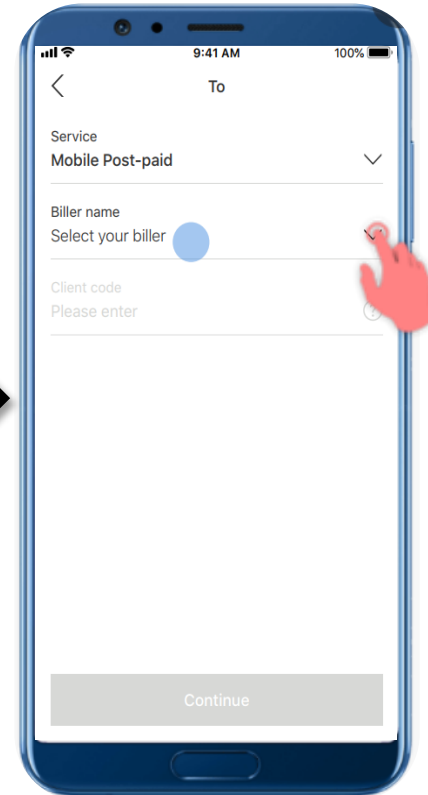 9:41 AM
100%
To
Service
Mobile Post-paid
Biller name
Select your biller
Client code
Please enter
?
Continue